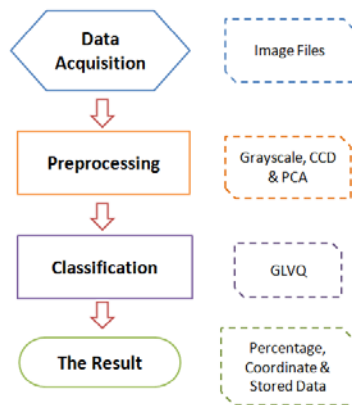 Data
Acquisition
Image Files
Preprocessing
Grayscale, CCD
& PCA
Classification
GLVQ
The Result
Percentage,
Coordinate &
Stored Data